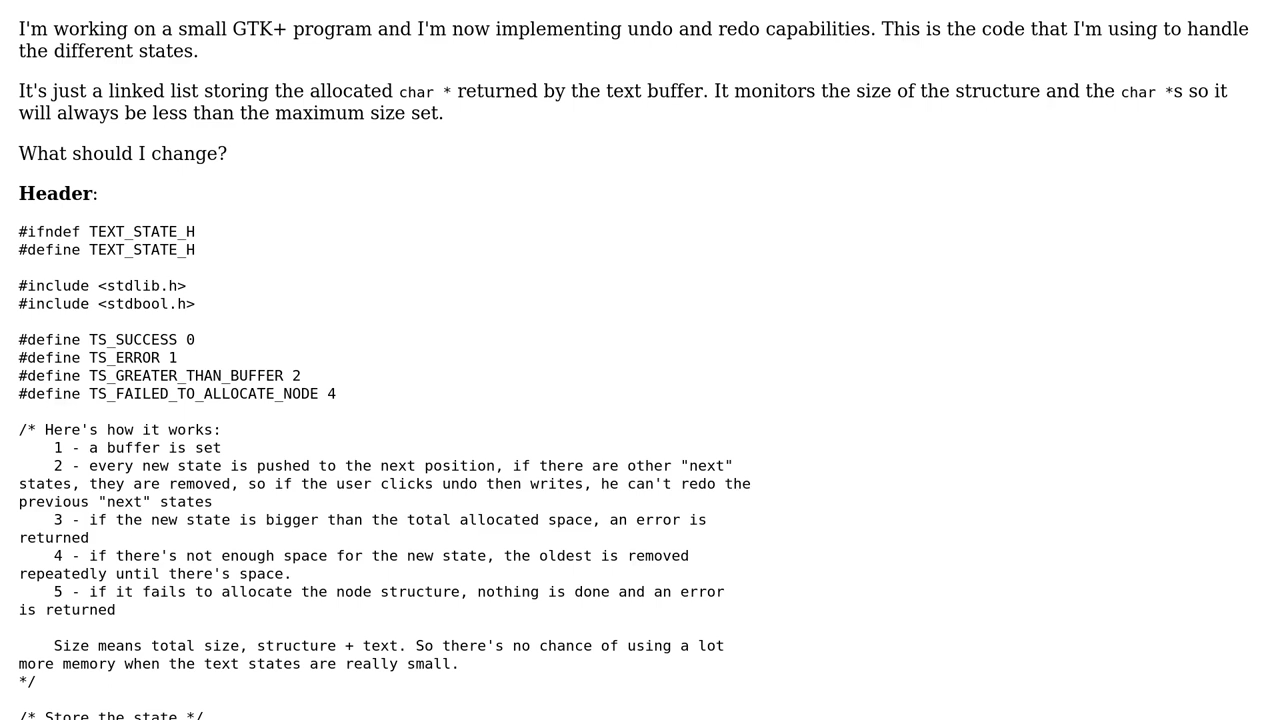 I'm working on a small GTK+ program and I'm now implementing undo and redo capabilities. This is the code that I'm using to handle
the different states.
It's just a linked list storing the allocated char * returned by the text buffer. It monitors the size of the structure and the char *s so it
will always be less than the maximum size set.
What should I change?
Header:
#ifndef TEXT_STATE_H
#define TEXT_STATE_H
#include <stdlib.h>
#include <stdbool.h>
#define TS_SUCCESS 0
#define TS_ERROR 1
#define TS_GREATER_THAN_BUFFER 2
#define TS_FAILED_TO_ALLOCATE_NODE 4
/* Here's how it works:
    1 - a buffer is set
    2 - every new state is pushed to the next position, if there are other "next"
states, they are removed, so if the user clicks undo then writes, he can't redo the
previous "next" states
    3 - if the new state is bigger than the total allocated space, an error is
returned
    4 - if there's not enough space for the new state, the oldest is removed
repeatedly until there's space.
    5 - if it fails to allocate the node structure, nothing is done and an error
is returned
    Size means total size, structure + text. So there's no chance of using a lot
more memory when the text states are really small.
*/
/* Store the state */